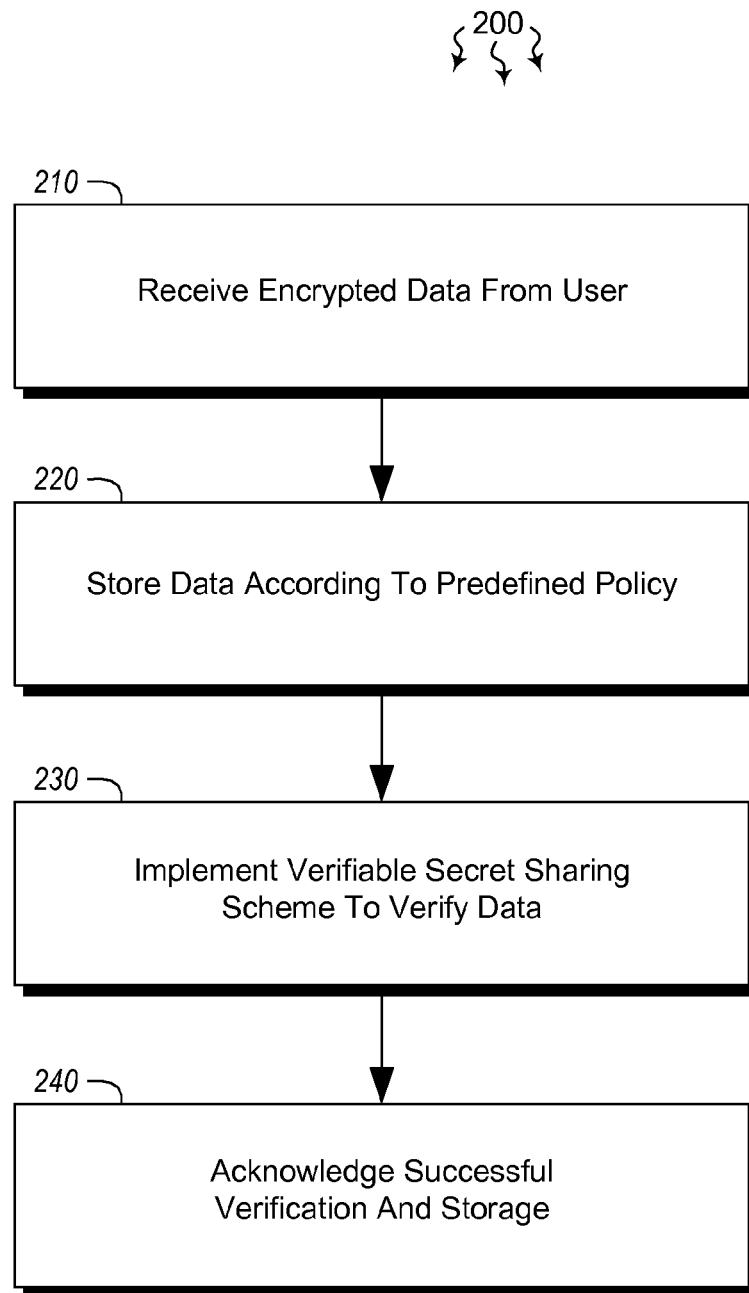 200
210
Receive Encrypted Data From User
220
Store Data According To Predefined Policy
230
Implement Verifiable Secret Sharing
Scheme To Verify Data
240
Acknowledge Successful
Verification And Storage